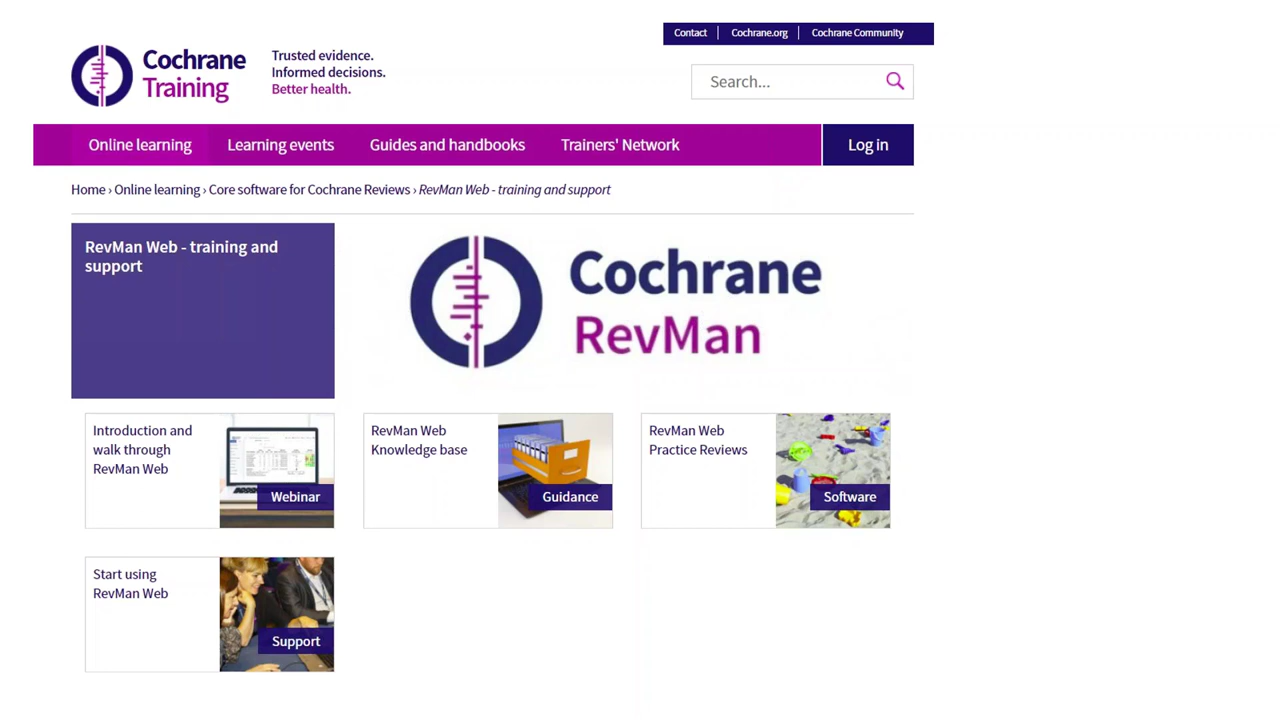 Contact
Cochrane.org
Cochrane Community
Cochrane
Training
Trusted evidence.
Informed decisions.
Better health.
Search...
Online learning
Learning events
Guides and handbooks
Trainers' Network
Log in
Home › Online learning › Core software for Cochrane Reviews › RevMan Web - training and support
RevMan Web - training and
support
Cochrane
RevMan
Introduction and
walk through
RevMan Web
Webinar
RevMan Web
Knowledge base
Guidance
RevMan Web
Practice Reviews
Software
Start using
RevMan Web
Support